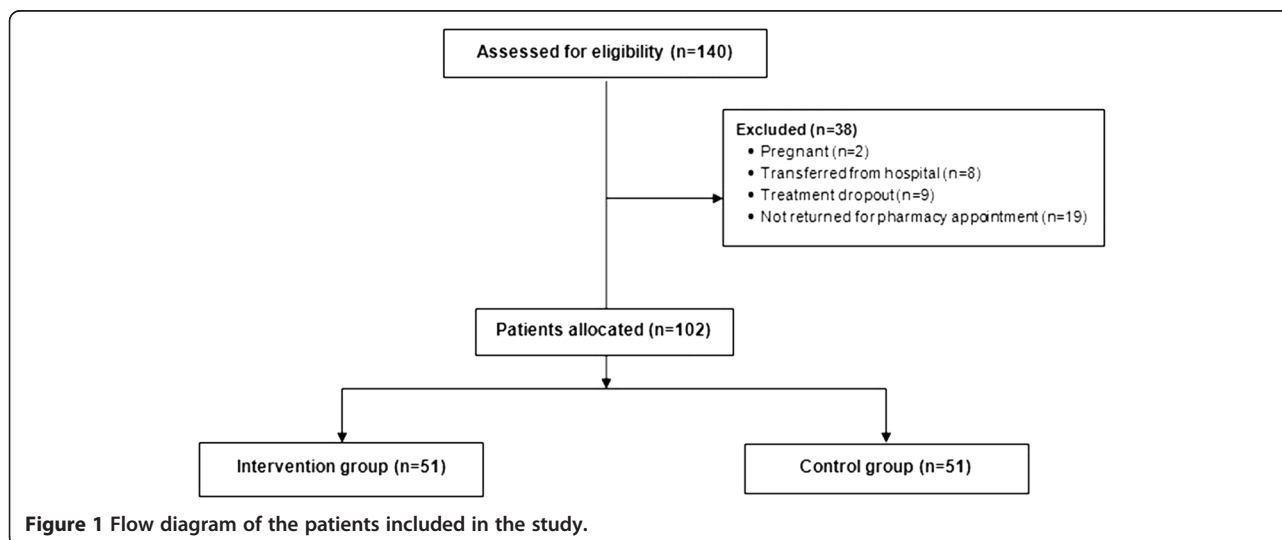 Assessed for eligibility (n=140)
Excluded (n=38)
• Pregnant (n=2)
• Transferred from hospital (n=8)
• Treatment dropout (n=9)
• Not returned for pharmacy appointment (n=19)
Patients allocated (n=102)
Intervention group (n=51)
Control group (n=51)
Figure 1 Flow diagram of the patients included in the study.